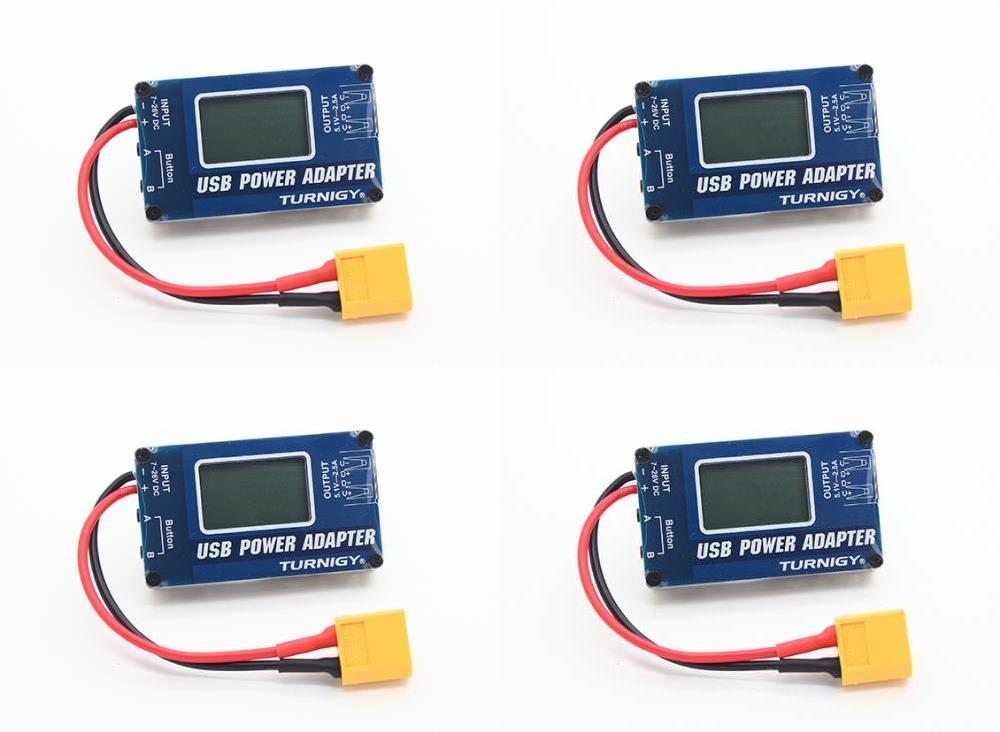 INPUT
7~26V DC
- +
Button
A B
OUTPUT
5.1V⎓2.5A
USB POWER ADAPTER
TURNIGY®
INPUT
7~26V DC
- +
Button
A B
OUTPUT
5.1V⎓2.5A
USB POWER ADAPTER
TURNIGY®
INPUT
7~26V DC
- +
Button
A B
OUTPUT
5.1V⎓2.5A
USB POWER ADAPTER
TURNIGY®
INPUT
7~26V DC
- +
Button
A B
OUTPUT
5.1V⎓2.5A
USB POWER ADAPTER
TURNIGY®